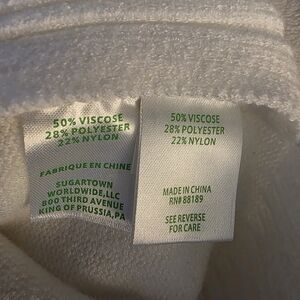 50% VISCOSE
28% POLYESTER
22% NYLON
FABRIQUE EN CHINE
SUGARTOWN
WORLDWIDE,LLC
800 THIRD AVENUE
KING OF PRUSSIA,PA
50% VISCOSE
28% POLYESTER
22% NYLON
MADE IN CHINA
RN# 88189
SEE REVERSE
FOR CARE